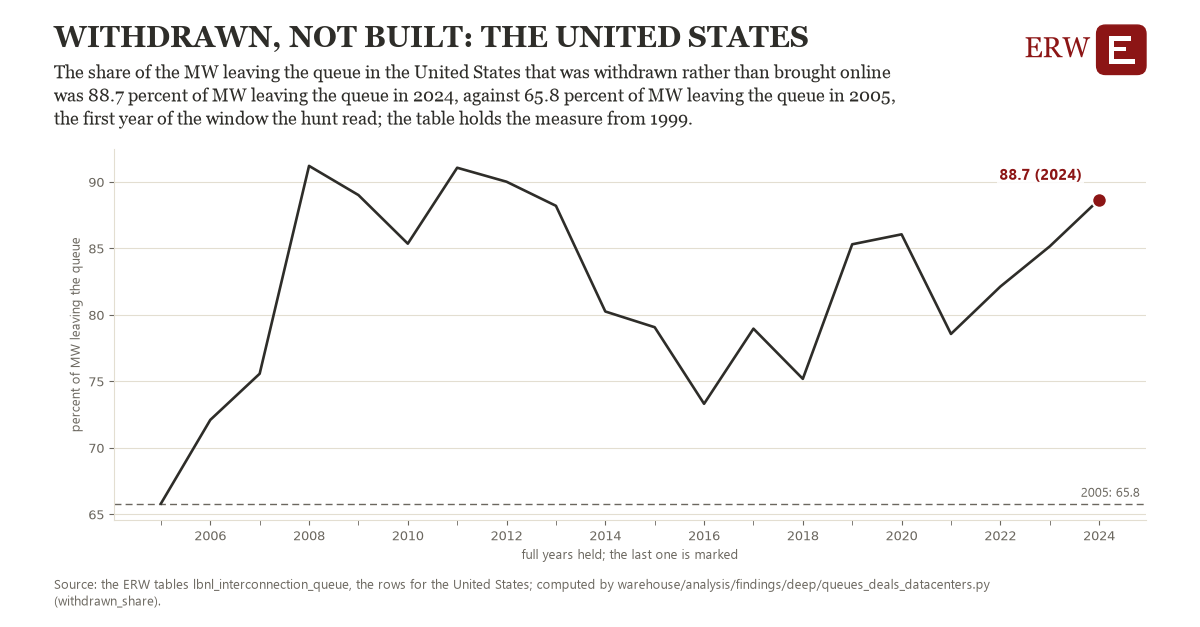 WITHDRAWN, NOT BUILT: THE UNITED STATES
ERW E
The share of the MW leaving the queue in the United States that was withdrawn rather than brought online
was 88.7 percent of MW leaving the queue in 2024, against 65.8 percent of MW leaving the queue in 2005,
the first year of the window the hunt read; the table holds the measure from 1999.
88.7 (2024)
90
85
80
75
70
65
percent of MW leaving the queue
2005: 65.8
2006 2008 2010 2012 2014 2016 2018 2020 2022 2024
full years held; the last one is marked
Source: the ERW tables lbnl_interconnection_queue, the rows for the United States; computed by warehouse/analysis/findings/deep/queues_deals_datacenters.py
(withdrawn_share).